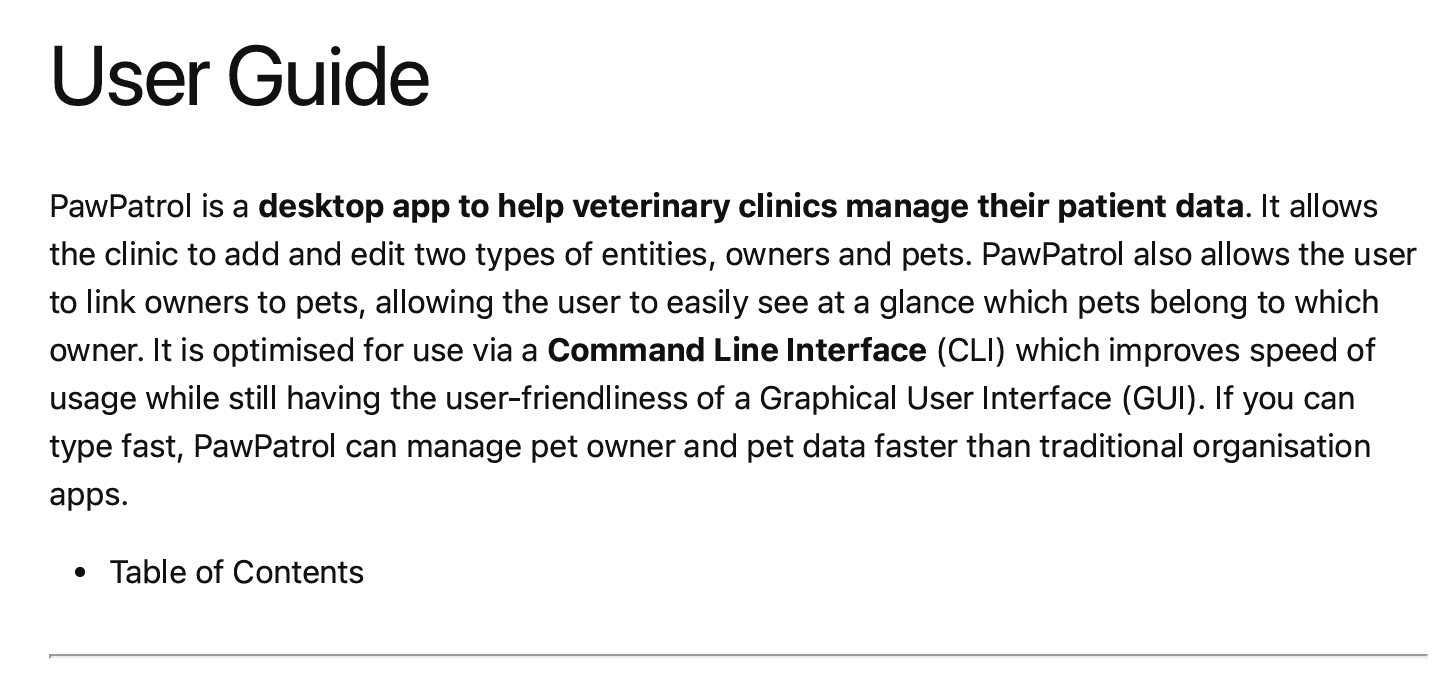 User Guide
PawPatrol is a desktop app to help veterinary clinics manage their patient data. It allows
the clinic to add and edit two types of entities, owners and pets. PawPatrol also allows the user
to link owners to pets, allowing the user to easily see at a glance which pets belong to which
owner. It is optimised for use via a Command Line Interface (CLI) which improves speed of
usage while still having the user-friendliness of a Graphical User Interface (GUI). If you can
type fast, PawPatrol can manage pet owner and pet data faster than traditional organisation
apps.
• Table of Contents